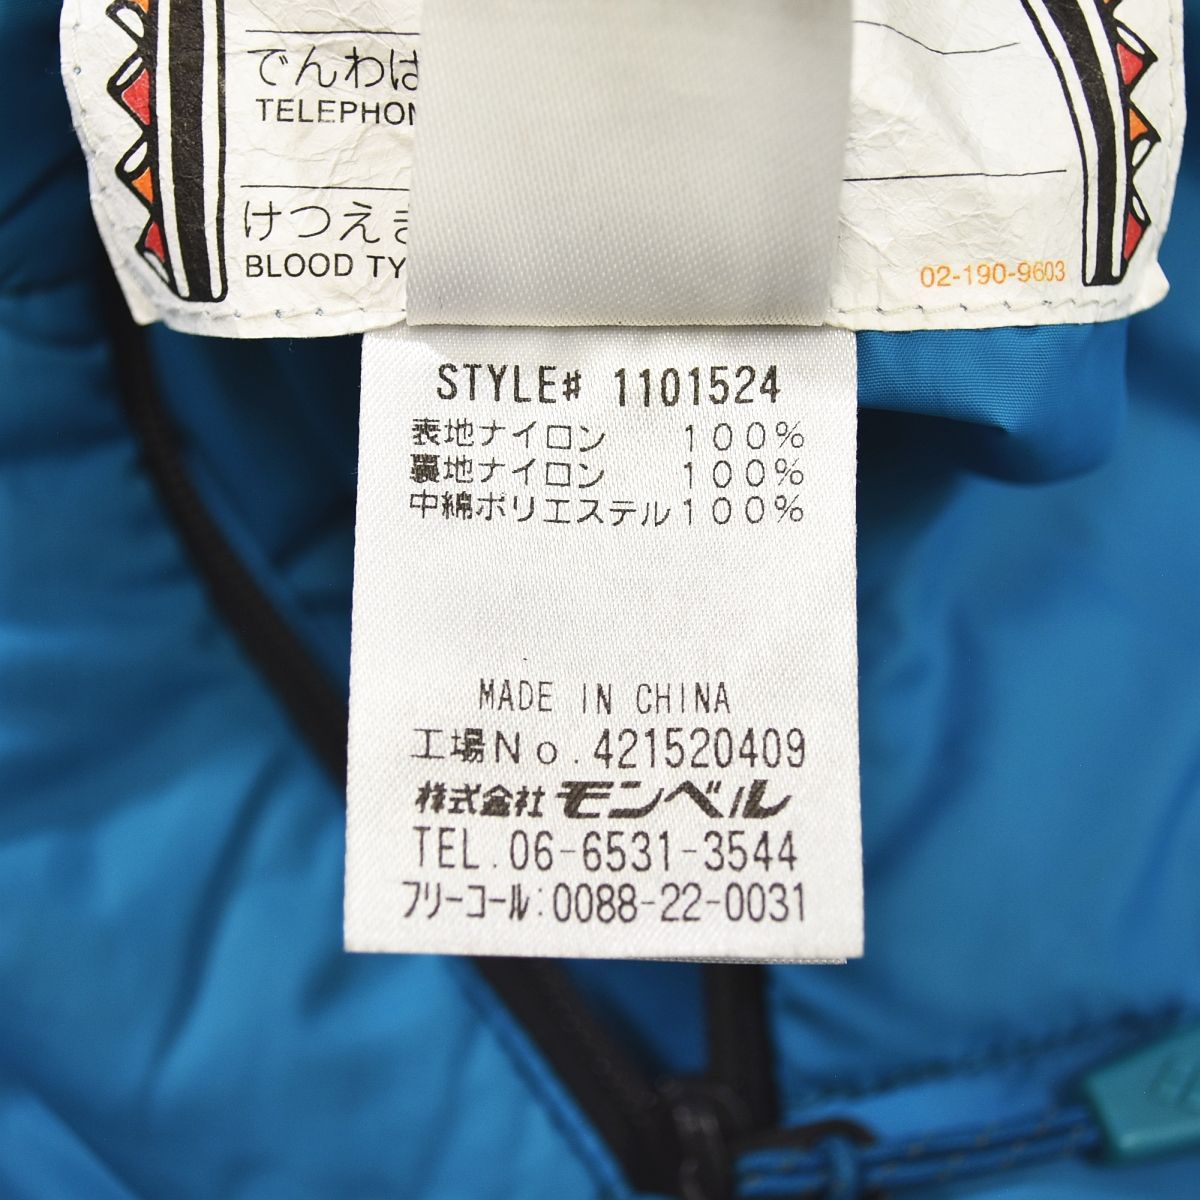 でんわは
TELEPHON
けつえき
BLOOD TY
02-190-9603
STYLE# 1101524
表地ナイロン 100%
裏地ナイロン 100%
中綿ポリエステル100%
MADE IN CHINA
工場No.421520409
株式会社モンベル
TEL.06-6531-3544
フリーコール:0088-22-0031